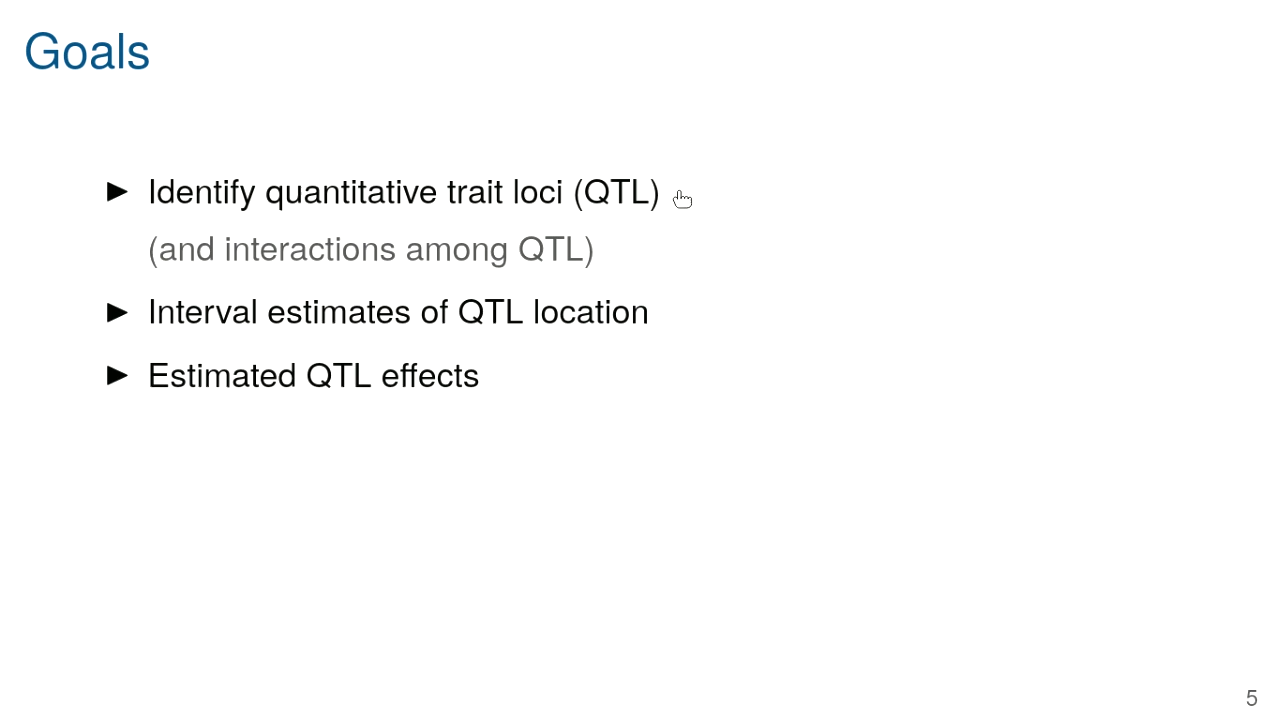 Goals
▶ Identify quantitative trait loci (QTL)
(and interactions among QTL)
▶ Interval estimates of QTL location
▶ Estimated QTL effects
5